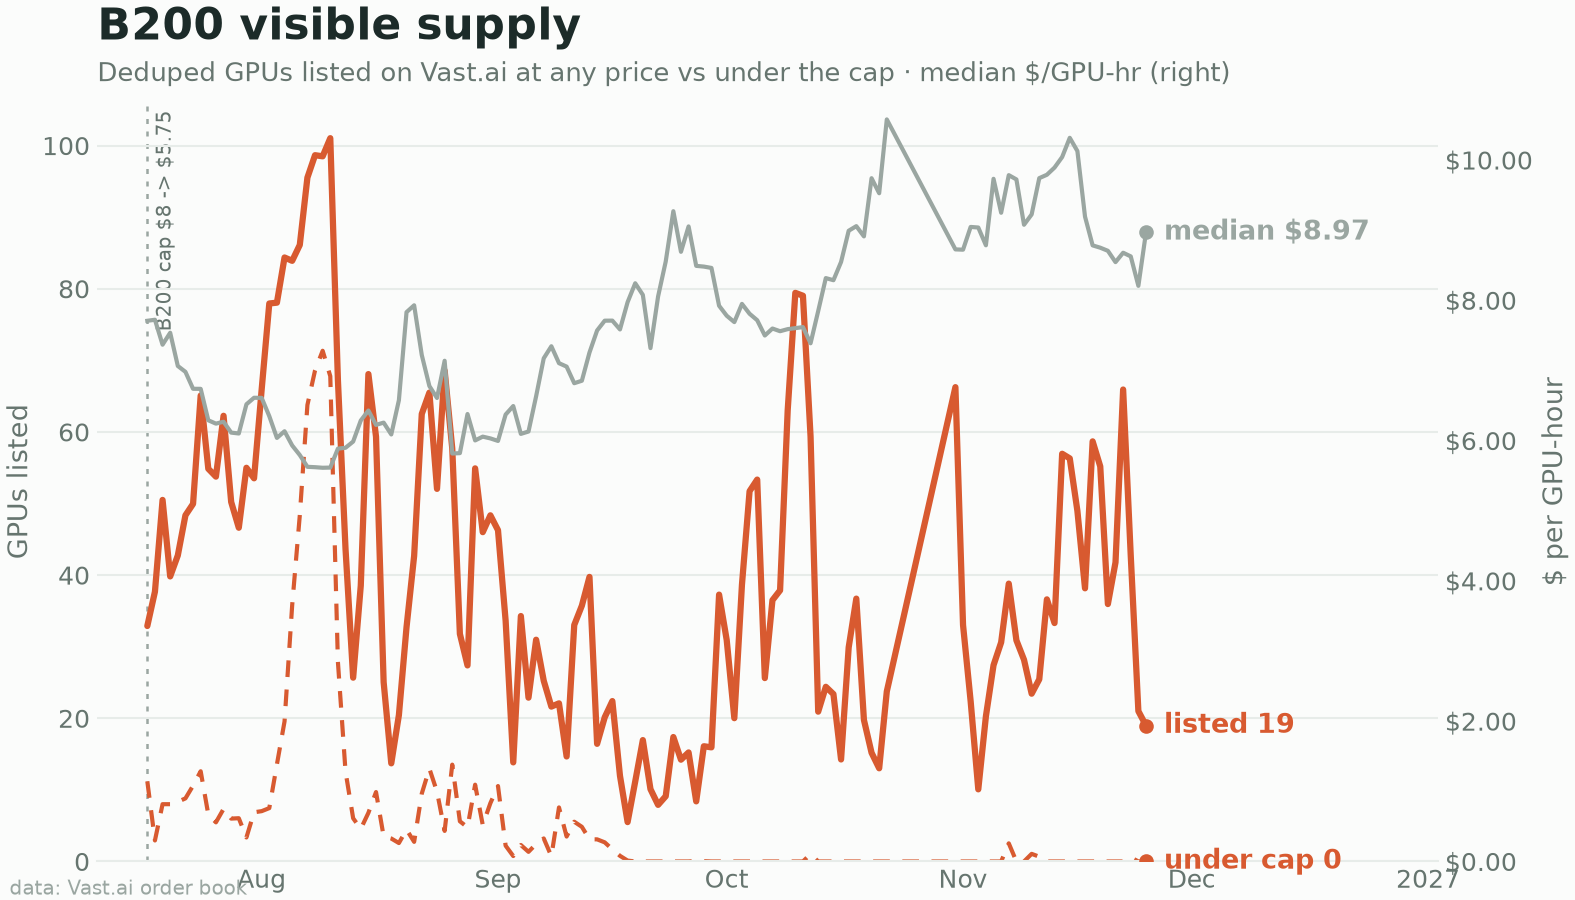 B200 visible supply
Deduped GPUs listed on Vast.ai at any price vs under the cap · median $/GPU-hr (right)
B200 cap $8 -> $5.75
100
80
60
40
20
0
GPUs listed
$10.00
$8.00
$6.00
$4.00
$2.00
$0.00
$ per GPU-hour
median $8.97
listed 19
under cap 0
Aug
Sep
Oct
Nov
Dec
2027
data: Vast.ai order book